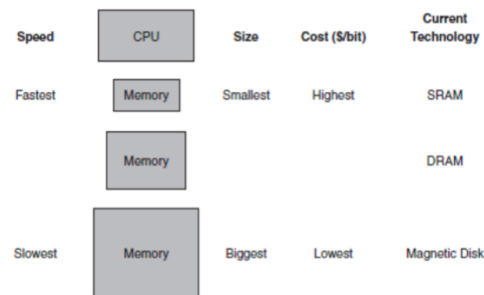 Speed CPU Size Cost ($/bit) Current Technology
Fastest Memory Smallest Highest SRAM
Memory DRAM
Slowest Memory Biggest Lowest Magnetic Disk